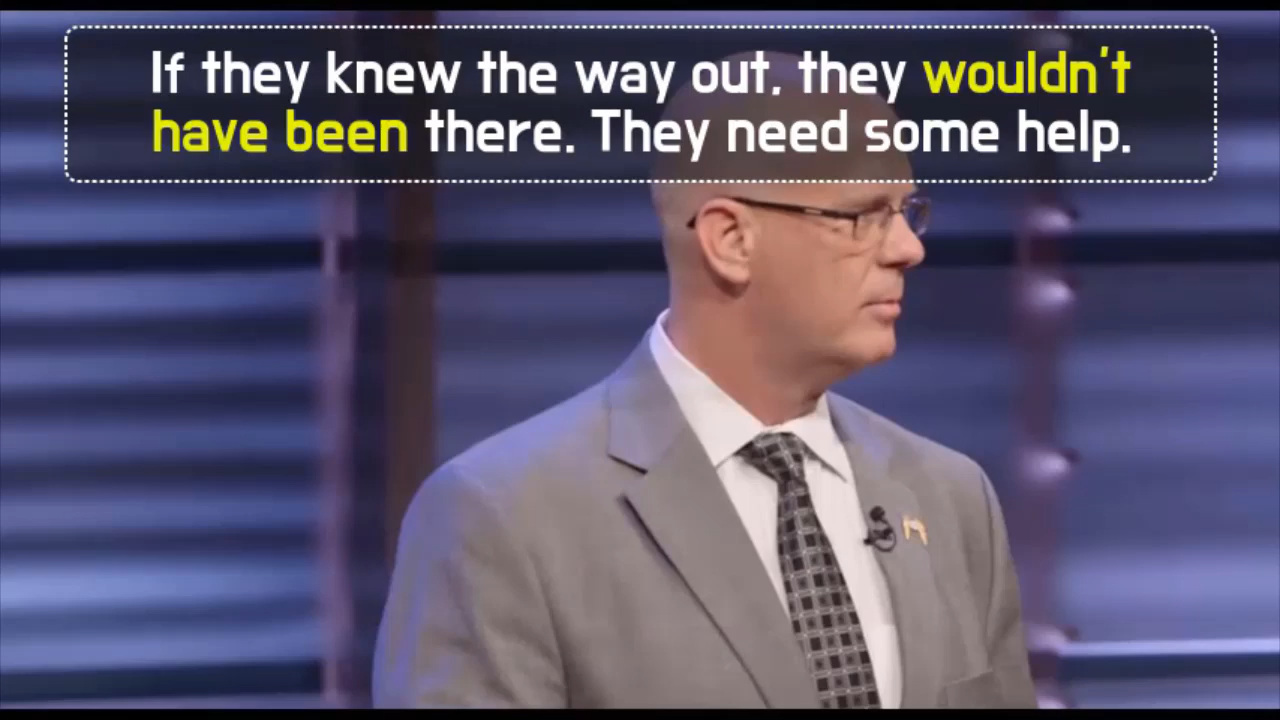 If they knew the way out, they wouldn't
have been there. They need some help.